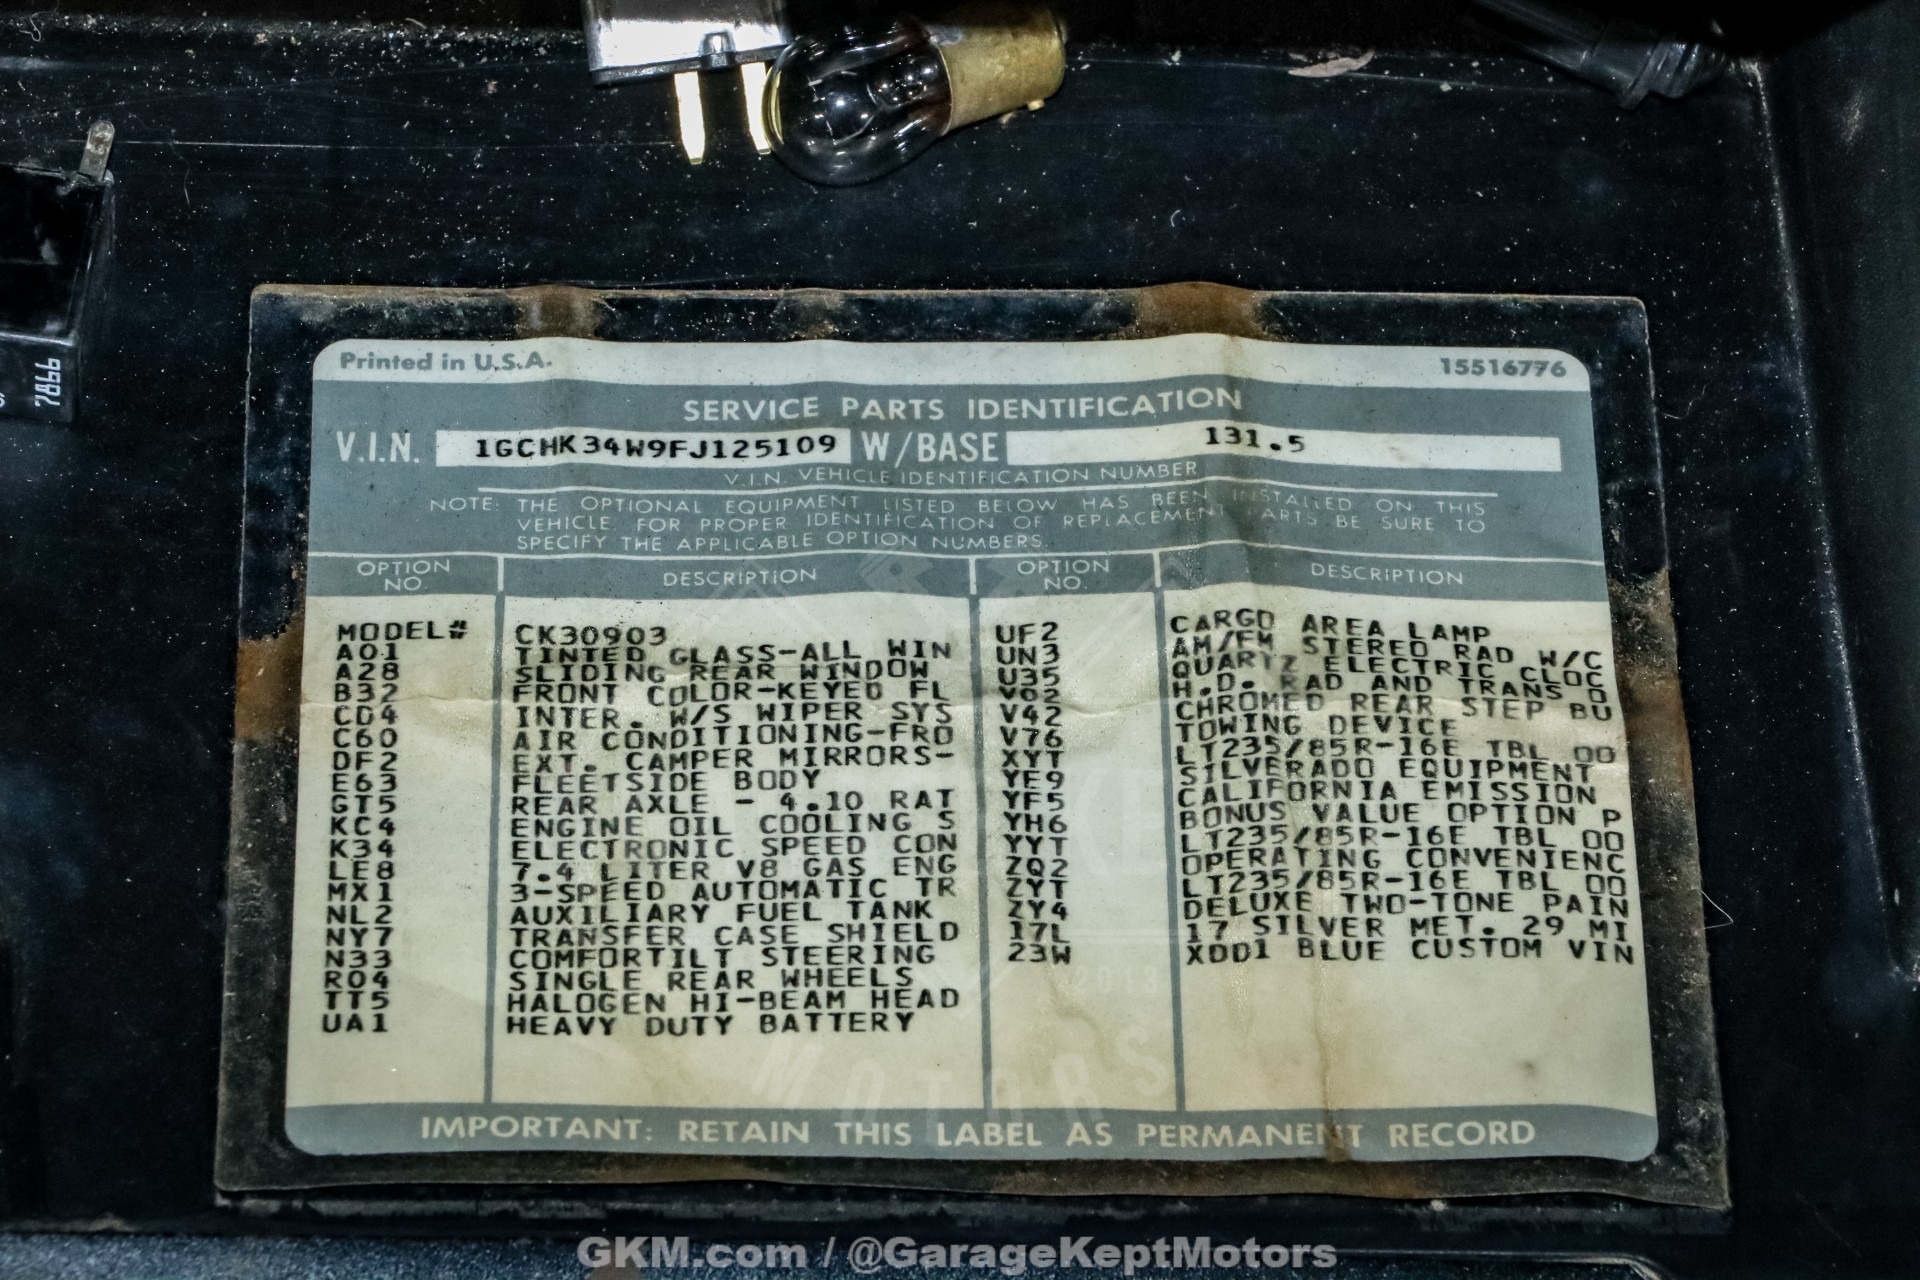 7866
Printed in U.S.A. 15516776
SERVICE PARTS IDENTIFICATION
V.I.N. 1GCHK34W9FJ125109 W/BASE 131.5
V.I.N. VEHICLE IDENTIFICATION NUMBER
NOTE: THE OPTIONAL EQUIPMENT LISTED BELOW HAS BEEN INSTALLED ON THIS
VEHICLE. FOR PROPER IDENTIFICATION OF REPLACEMENT PARTS BE SURE TO
SPECIFY THE APPLICABLE OPTION NUMBERS.
OPTION NO. DESCRIPTION
MODEL# CK30903
A01 TINTED GLASS-ALL WIN
A28 SLIDING REAR WINDOW
B32 FRONT COLOR-KEYED FL
CD4 INTER. W/S WIPER SYS
C60 AIR CONDITIONING-FRO
DF2 EXT. CAMPER MIRRORS-
E63 FLEETSIDE BODY
GT5 REAR AXLE - 4.10 RAT
KC4 ENGINE OIL COOLING S
K34 ELECTRONIC SPEED CON
LE8 7.4 LITER V8 GAS ENG
MX1 3-SPEED AUTOMATIC TR
NL2 AUXILIARY FUEL TANK
NY7 TRANSFER CASE SHIELD
N33 COMFORTILT STEERING
R04 SINGLE REAR WHEELS
TT5 HALOGEN HI-BEAM HEAD
UA1 HEAVY DUTY BATTERY
OPTION NO. DESCRIPTION
UF2 CARGO AREA LAMP
UN3 AM/FM STEREO RAD W/C
U35 QUARTZ ELECTRIC CLOC
V02 H.D. RAD AND TRANS O
V42 CHROMED REAR STEP BU
V76 TOWING DEVICE
XYT LT235/85R-16E TBL OO
YE9 SILVERADO EQUIPMENT
YF5 CALIFORNIA EMISSION
YH6 BONUS VALUE OPTION P
YYT LT235/85R-16E TBL OO
ZQ2 OPERATING CONVENIENC
ZYT LT235/85R-16E TBL OO
ZY4 DELUXE TWO-TONE PAIN
17L 17 SILVER MET. 29 MI
23W XDD1 BLUE CUSTOM VIN
2013
MOTORS
IMPORTANT: RETAIN THIS LABEL AS PERMANENT RECORD
GKM.com / @GarageKeptMotors